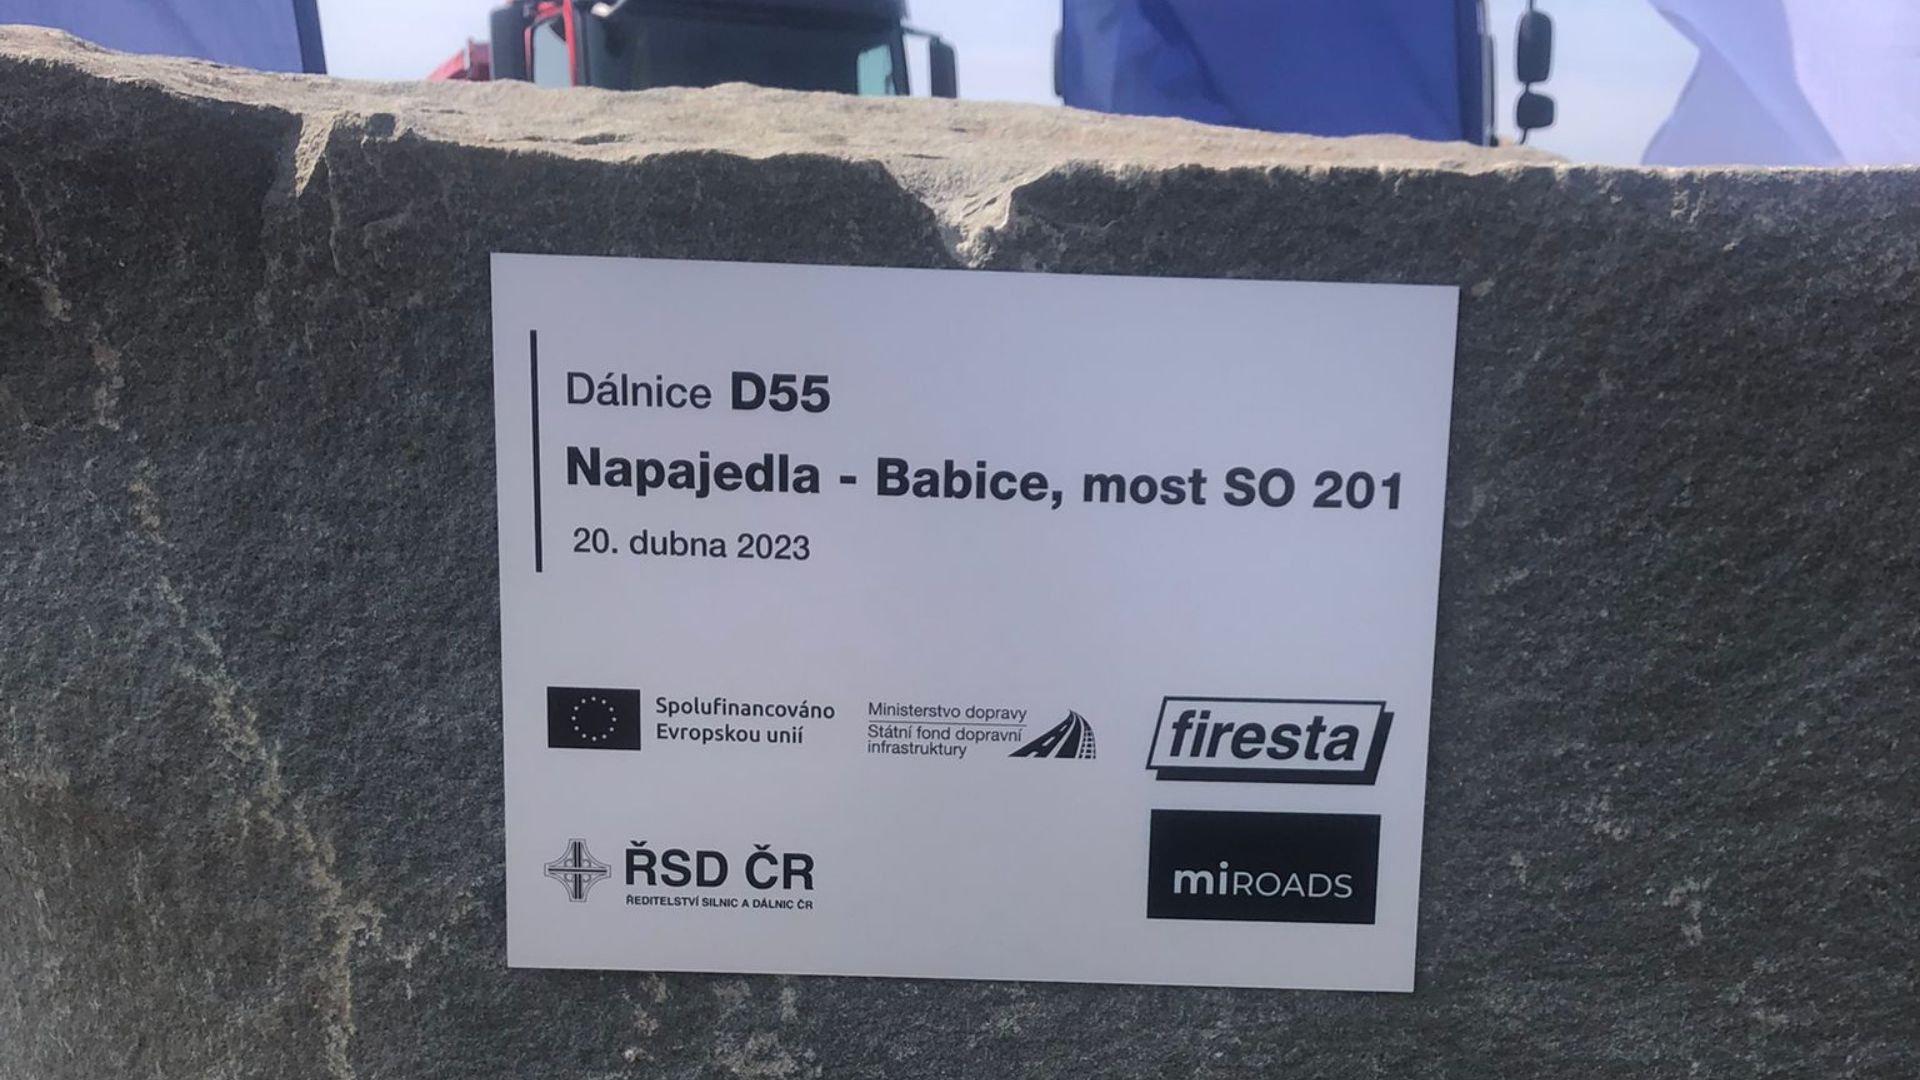 Dálnice D55
Napajedla - Babice, most SO 201
20. dubna 2023
Spolufinancováno
Evropskou unií
Ministerstvo dopravy
Státní fond dopravní
infrastruktury
firesta
ŘSD ČR
ŘEDITELSTVÍ SILNIC A DÁLNIC ČR
miROADS